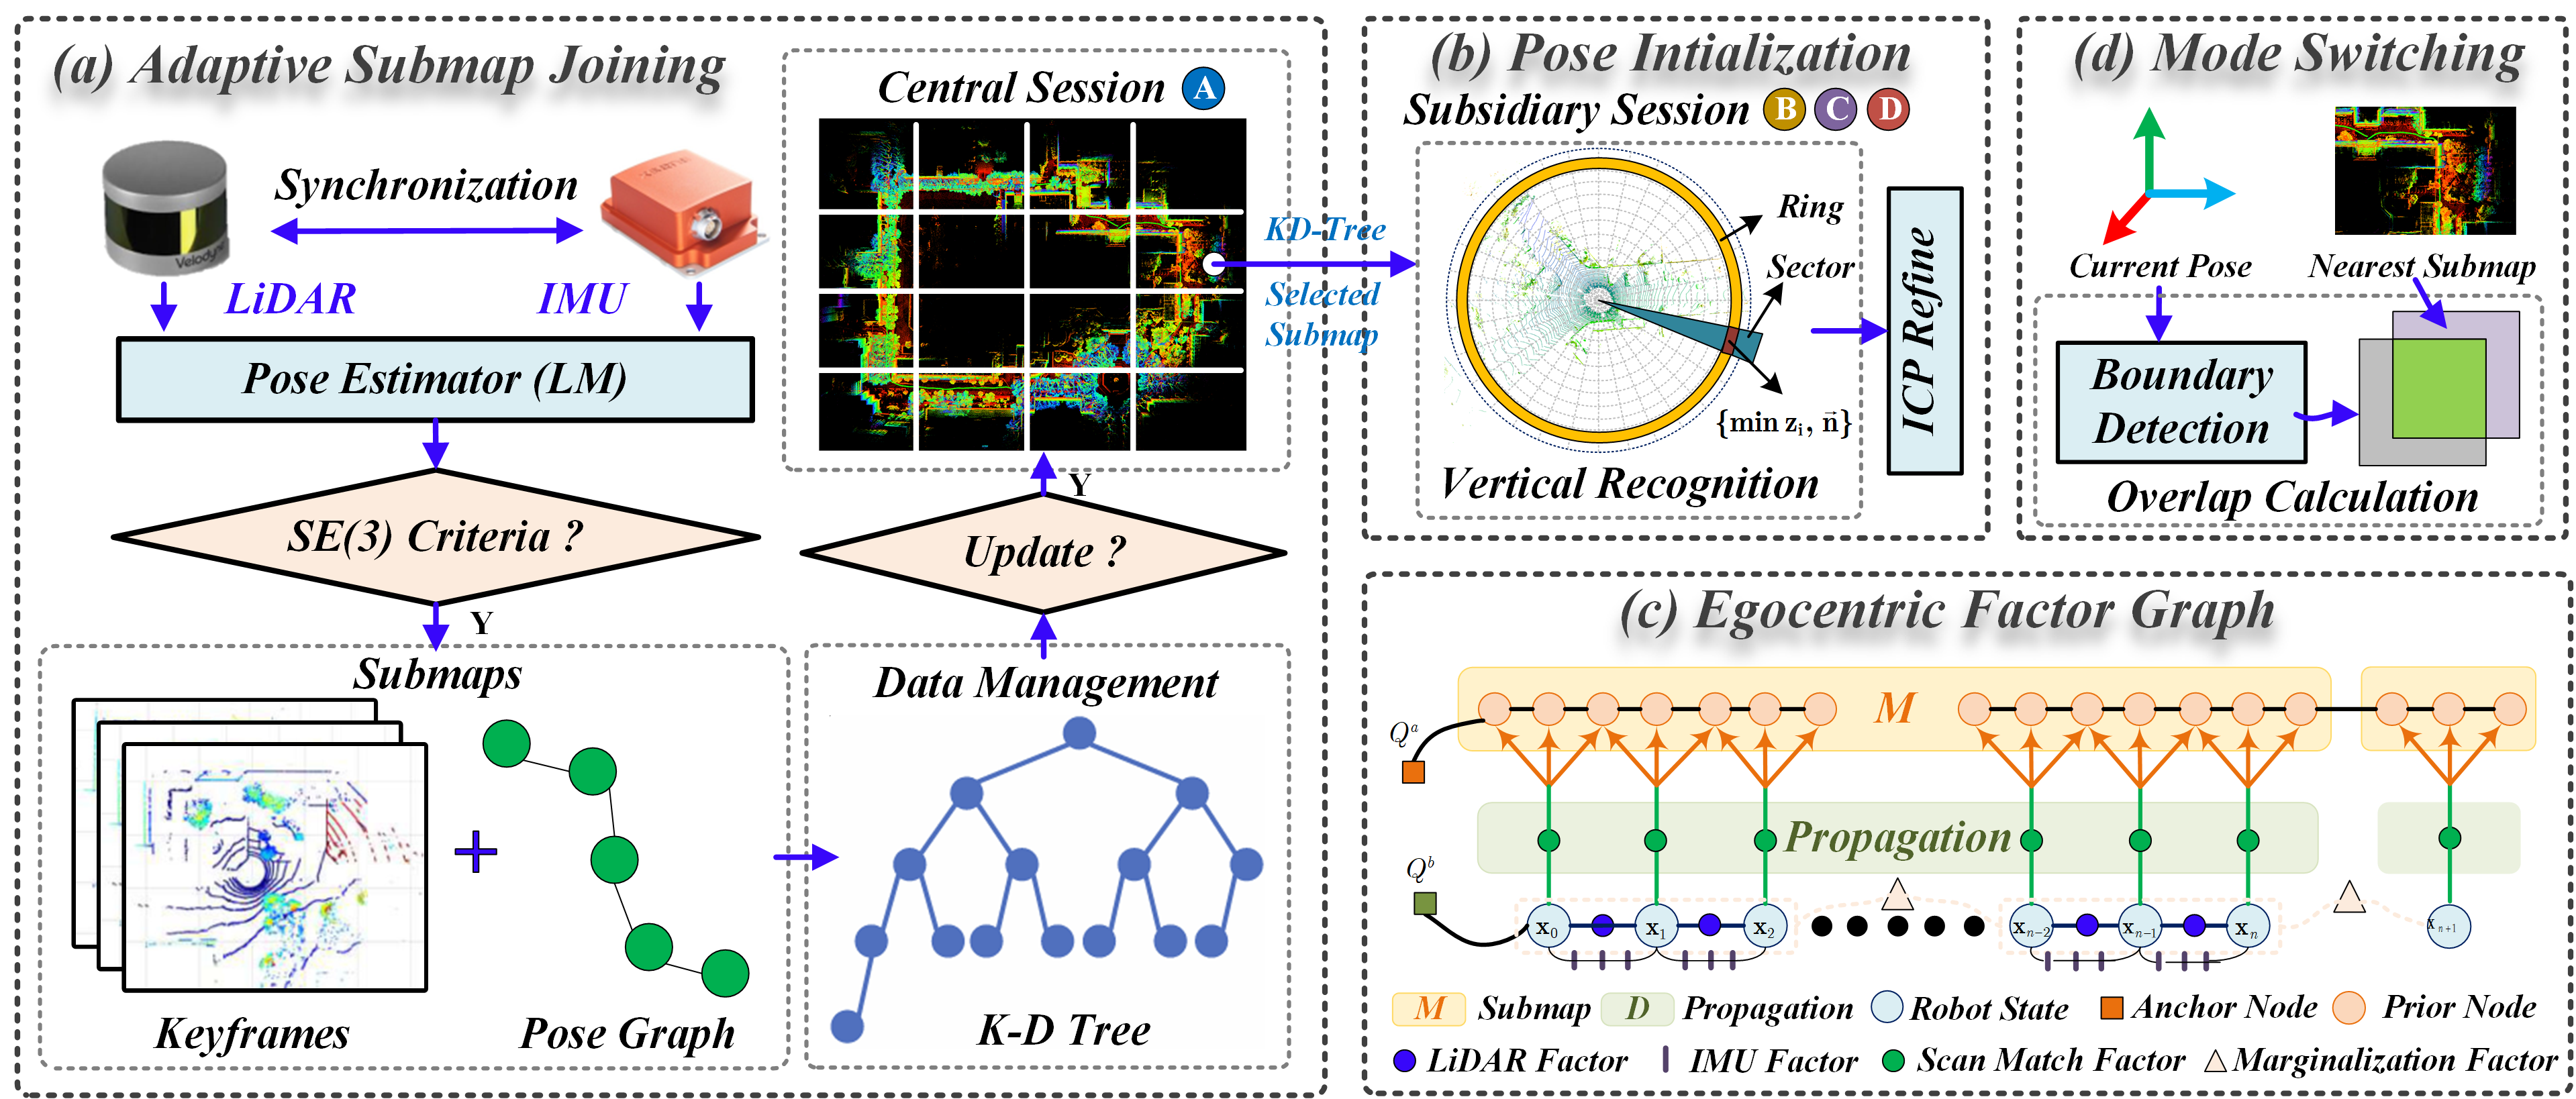 (a) Adaptive Submap Joining
Synchronization
Velodyne
LiDAR
IMU
Pose Estimator (LM)
SE(3) Criteria ?
Y
Submaps
Keyframes
Pose Graph
Central Session A
Y
Update ?
Data Management
K-D Tree
KD-Tree
Selected
Submap
(b) Pose Intialization
Subsidiary Session B C D
Ring
Sector
{min z_i, n⃗}
Vertical Recognition
ICP Refine
(d) Mode Switching
Current Pose
Nearest Submap
Boundary
Detection
Overlap Calculation
(c) Egocentric Factor Graph
M
Q^a
Propagation
Q^b
x_0 x_1 x_2 x_{n-2} x_{n-1} x_n x_{n+1}
M Submap D Propagation Robot State Anchor Node Prior Node
LiDAR Factor IMU Factor Scan Match Factor Marginalization Factor